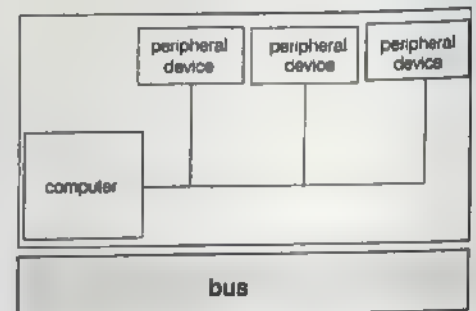 peripheral
device
peripheral
device
peripheral
device
computer
bus